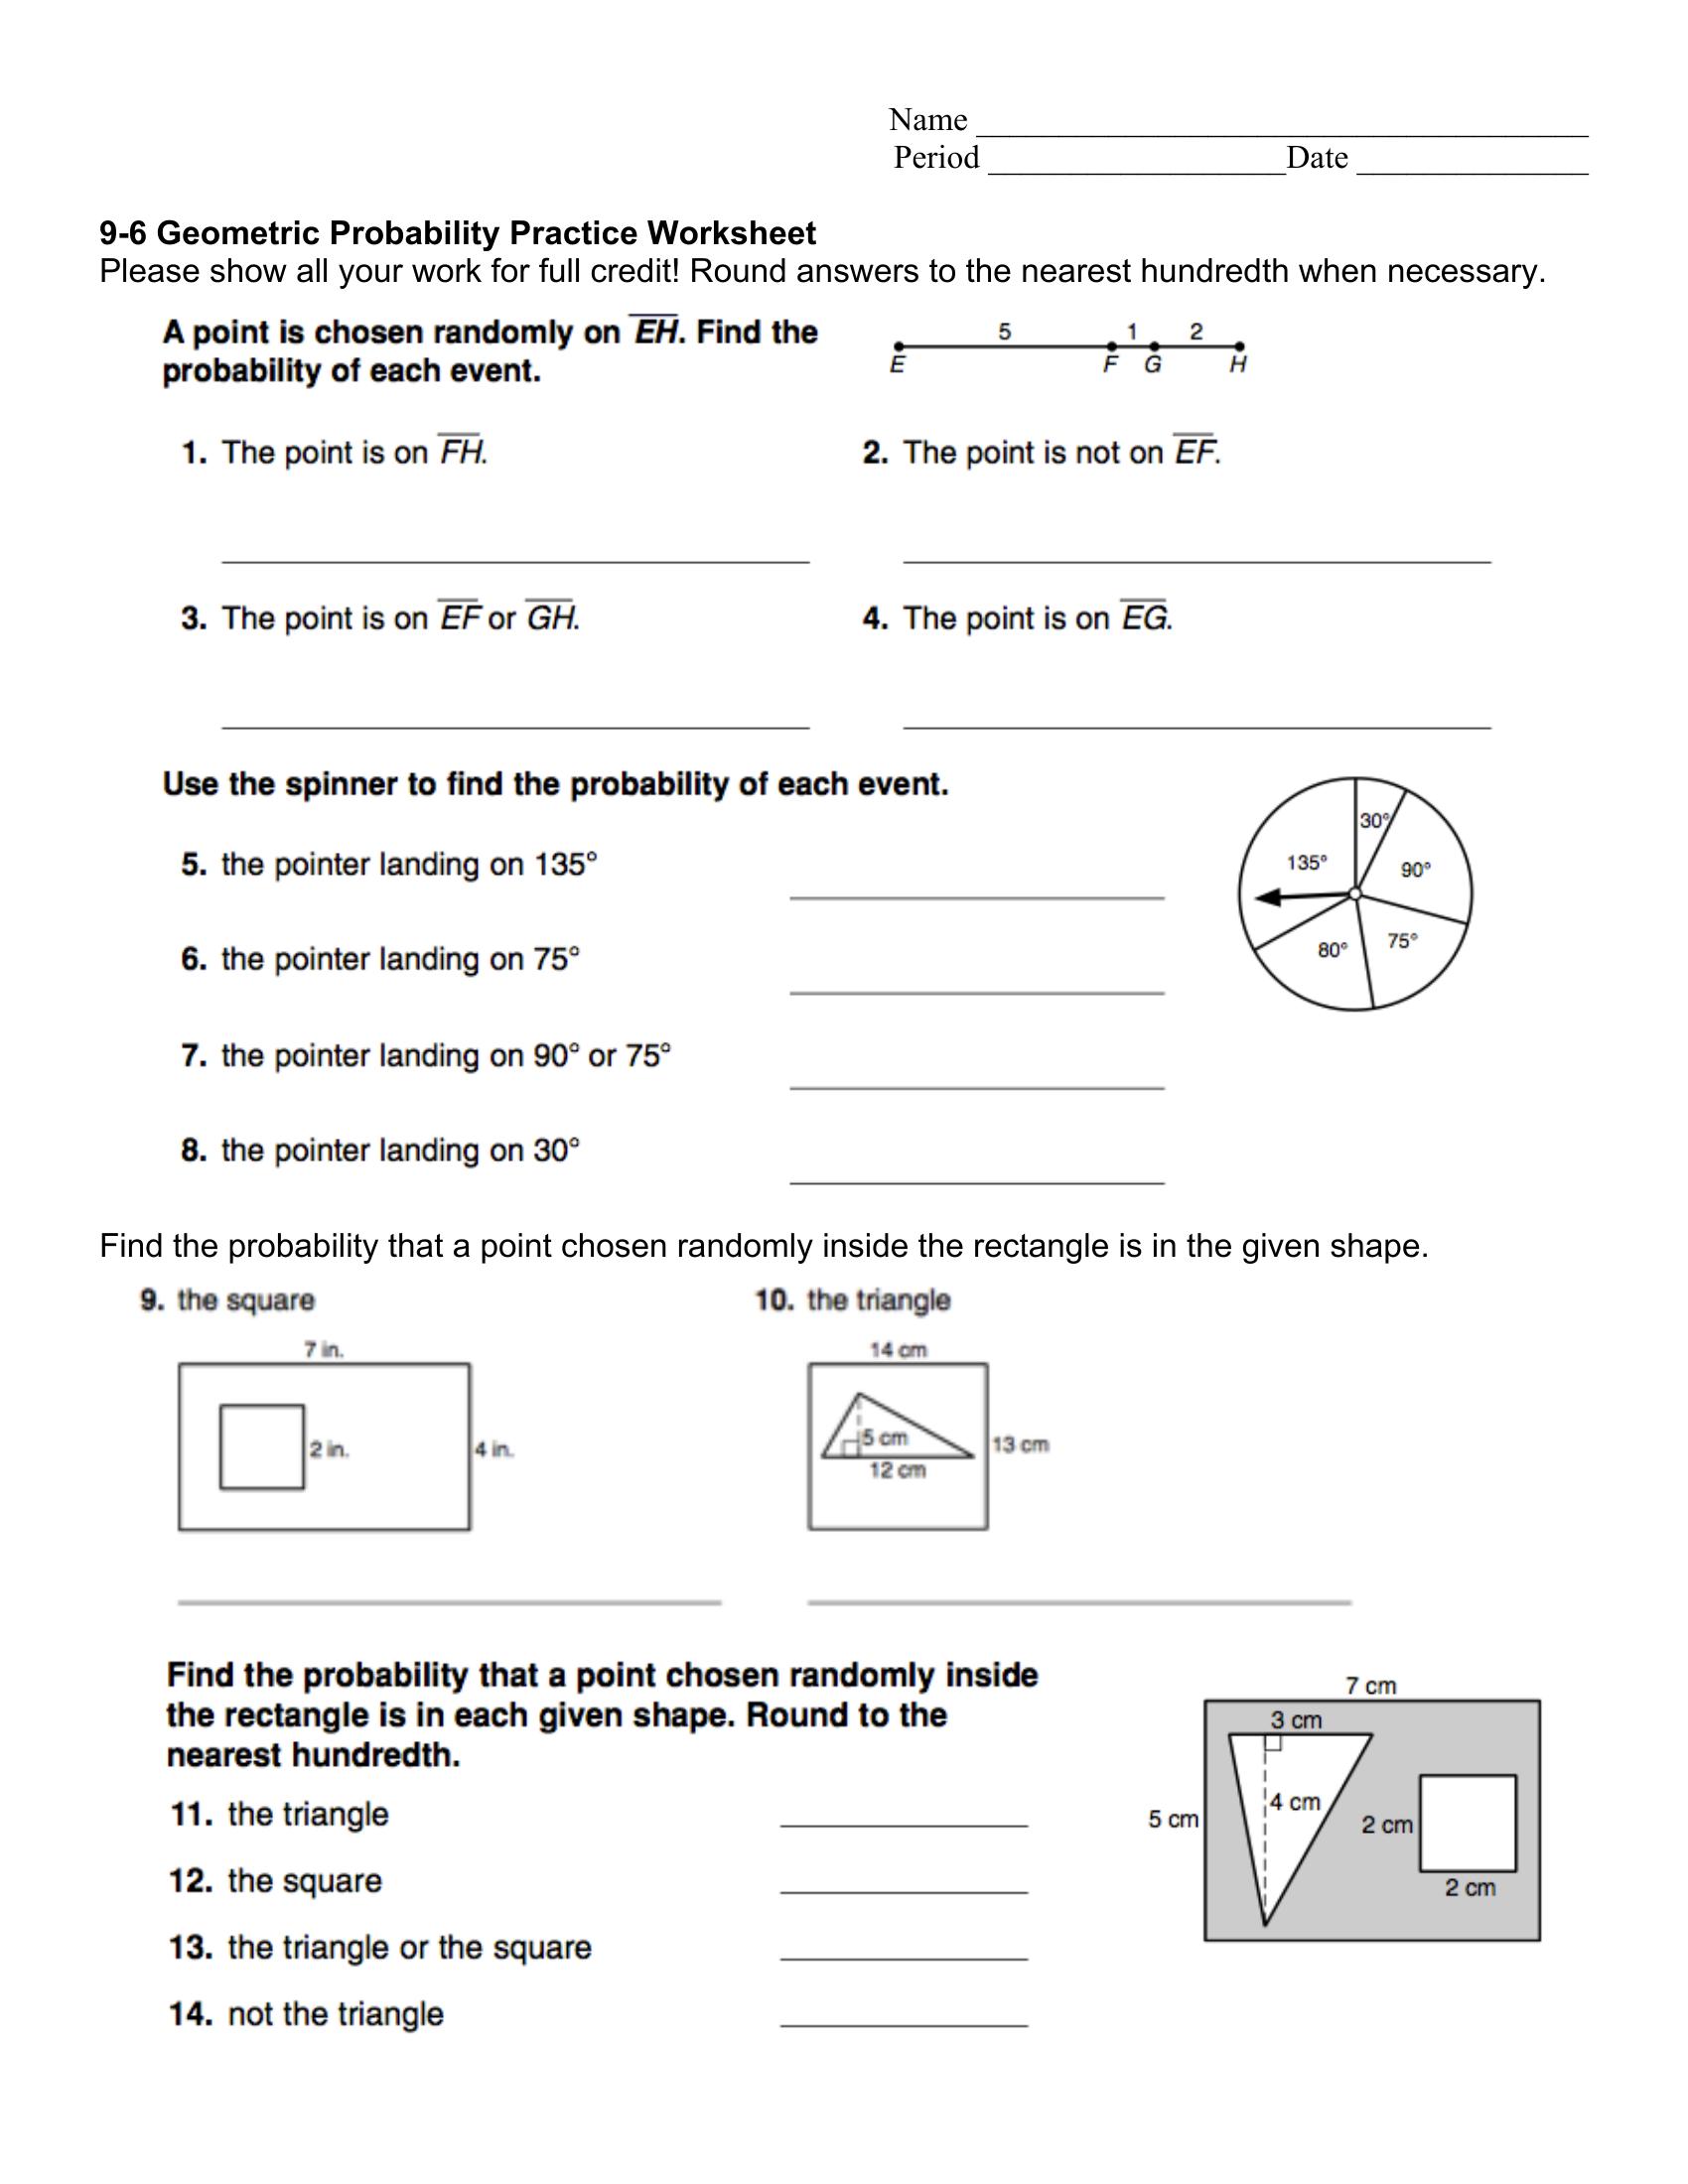 Name ____________________
Period ____________ Date ____________
9-6 Geometric Probability Practice Worksheet
Please show all your work for full credit! Round answers to the nearest hundredth when necessary.
A point is chosen randomly on EH. Find the
probability of each event.
5 1 2
E F G H
1. The point is on FH.
2. The point is not on EF.
3. The point is on EF or GH.
4. The point is on EG.
Use the spinner to find the probability of each event.
30°
135°
90°
80°
75°
5. the pointer landing on 135°
6. the pointer landing on 75°
7. the pointer landing on 90° or 75°
8. the pointer landing on 30°
Find the probability that a point chosen randomly inside the rectangle is in the given shape.
9. the square
7 in.
2 in.
4 in.
10. the triangle
14 cm
5 cm
13 cm
12 cm
Find the probability that a point chosen randomly inside
the rectangle is in each given shape. Round to the
nearest hundredth.
7 cm
3 cm
4 cm
5 cm
2 cm
2 cm
11. the triangle
12. the square
13. the triangle or the square
14. not the triangle